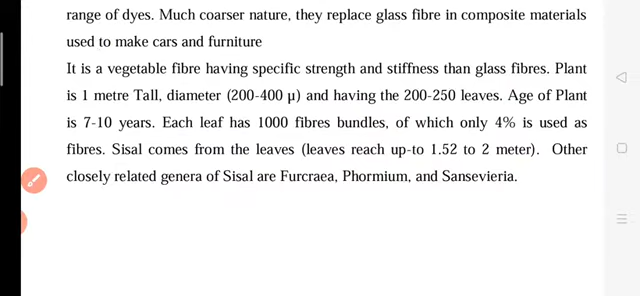 range of dyes. Much coarser nature, they replace glass fibre in composite materials
used to make cars and furniture
It is a vegetable fibre having specific strength and stiffness than glass fibres. Plant
is 1 metre Tall, diameter (200-400 µ) and having the 200-250 leaves. Age of Plant
is 7-10 years. Each leaf has 1000 fibres bundles, of which only 4% is used as
fibres. Sisal comes from the leaves (leaves reach up-to 1.52 to 2 meter). Other
closely related genera of Sisal are Furcraea, Phormium, and Sansevieria.